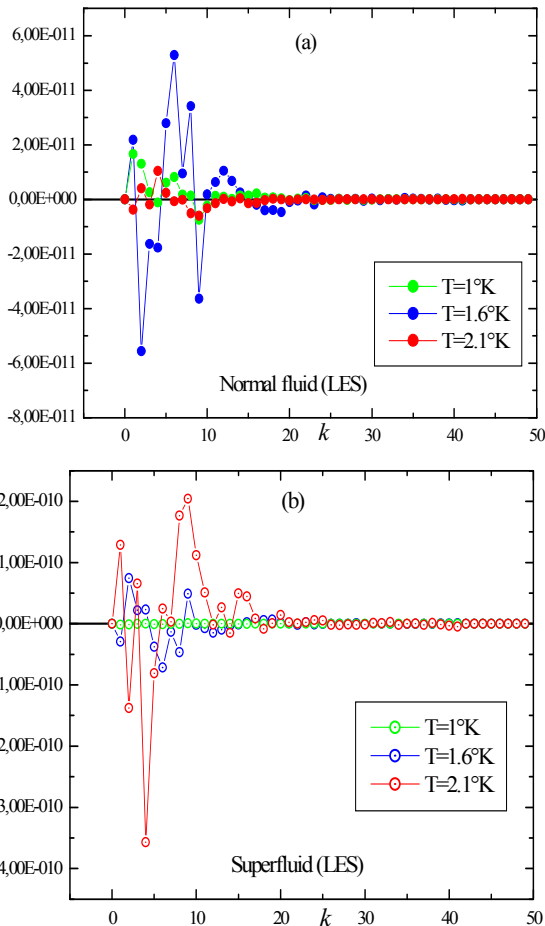 6,00E-011
(a)
4,00E-011
2,00E-011
0,00E+000
-2,00E-011
-4,00E-011
-6,00E-011
-8,00E-011
T=1°K
T=1.6°K
T=2.1°K
Normal fluid (LES)
0 10 20 30 40 50
k
2,00E-010
(b)
1,00E-010
0,00E+000
1,00E-010
2,00E-010
3,00E-010
4,00E-010
T=1°K
T=1.6°K
T=2.1°K
Superfluid (LES)
0 10 20 30 40 50
k